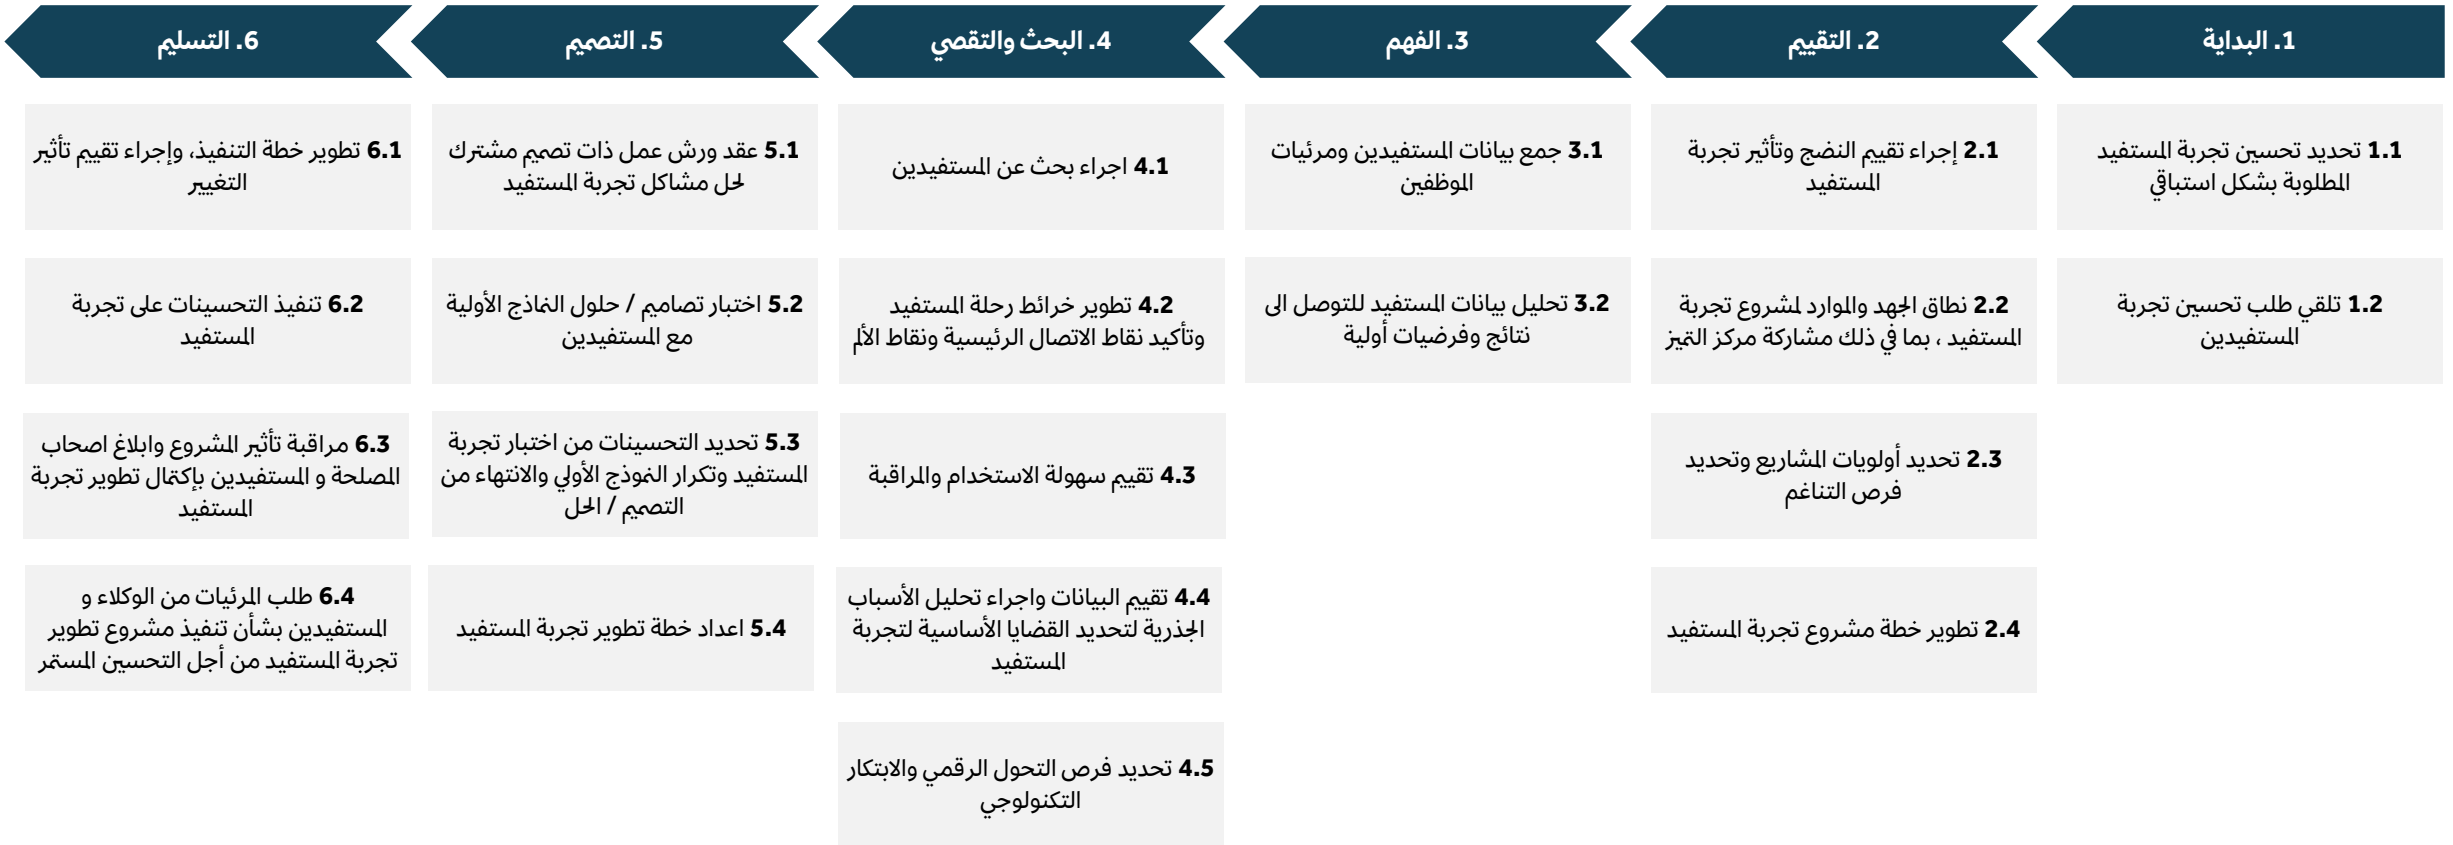 1. البداية
2. التقييم
3. الفهم
4. البحث والتقصي
5. التصميم
6. التسليم
1.1 تحديد تحسين تجربة المستفيد
المطلوبة بشكل استباقي
1.2 تلقي طلب تحسين تجربة
المستفيدين
2.1 إجراء تقييم النضج وتأثير تجربة
المستفيد
2.2 نطاق الجهد والموارد لمشروع تجربة
المستفيد ، بما في ذلك مشاركة مركز التميز
2.3 تحديد أولويات المشاريع وتحديد
فرص التناغم
2.4 تطوير خطة مشروع تجربة المستفيد
3.1 جمع بيانات المستفيدين ومرئيات
الموظفين
3.2 تحليل بيانات المستفيد للتوصل الى
نتائج وفرضيات أولية
4.1 اجراء بحث عن المستفيدين
4.2 تطوير خرائط رحلة المستفيد
وتأكيد نقاط الاتصال الرئيسية ونقاط الألم
4.3 تقييم سهولة الاستخدام والمراقبة
4.4 تقييم البيانات واجراء تحليل الأسباب
الجذرية لتحديد القضايا الأساسية لتجربة
المستفيد
4.5 تحديد فرص التحول الرقمي والابتكار
التكنولوجي
5.1 عقد ورش عمل ذات تصميم مشترك
لحل مشاكل تجربة المستفيد
5.2 اختبار تصاميم / حلول النماذج الأولية
مع المستفيدين
5.3 تحديد التحسينات من اختبار تجربة
المستفيد وتكرار النموذج الأولي والانتهاء من
التصميم / الحل
5.4 اعداد خطة تطوير تجربة المستفيد
6.1 تطوير خطة التنفيذ، وإجراء تقييم تأثير
التغيير
6.2 تنفيذ التحسينات على تجربة
المستفيد
6.3 مراقبة تأثير المشروع وابلاغ اصحاب
المصلحة و المستفيدين بإكتمال تطوير تجربة
المستفيد
6.4 طلب المرئيات من الوكلاء و
المستفيدين بشأن تنفيذ مشروع تطوير
تجربة المستفيد من أجل التحسين المستمر